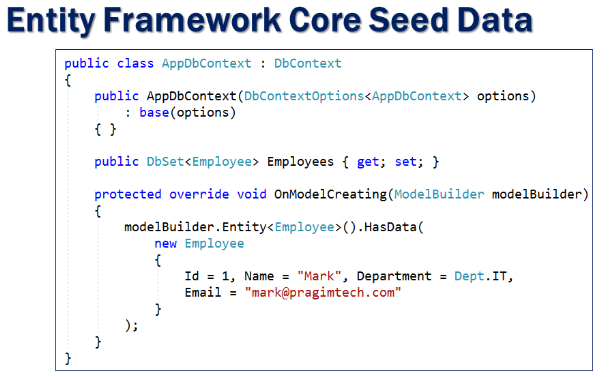 Entity Framework Core Seed Data
public class AppDbContext : DbContext
{
    public AppDbContext(DbContextOptions<AppDbContext> options)
        : base(options)
    { }
    public DbSet<Employee> Employees { get; set; }
    protected override void OnModelCreating(ModelBuilder modelBuilder)
    {
        modelBuilder.Entity<Employee>().HasData(
            new Employee
            {
                Id = 1, Name = "Mark", Department = Dept.IT,
                Email = "mark@pragimtech.com"
            }
        );
    }
}